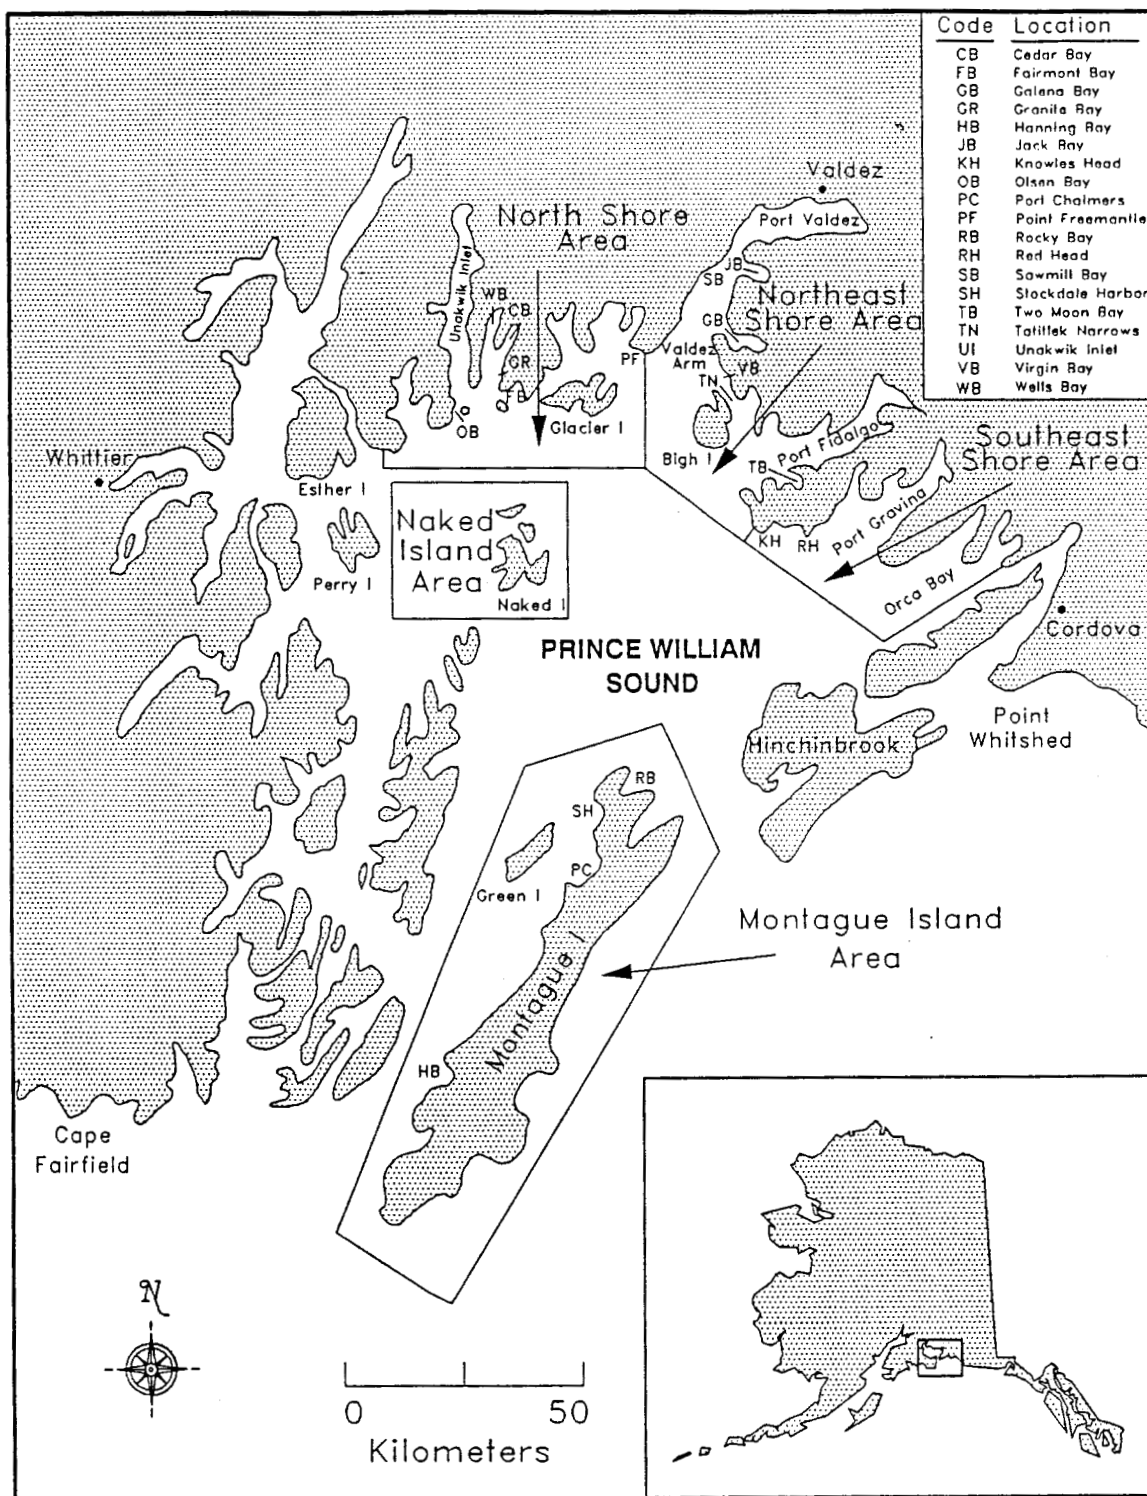 Code Location
CB Cedar Bay
FB Fairmont Bay
GB Galena Bay
GR Granite Bay
HB Hanning Bay
JB Jack Bay
KH Knowles Head
OB Olsen Bay
PC Port Chalmers
PF Point Freemantle
RB Rocky Bay
RH Red Head
SB Sawmill Bay
SH Stockdale Harbor
TB Two Moon Bay
TN Tatitlek Narrows
UI Unakwik Inlet
VB Virgin Bay
WB Wells Bay
Valdez
Port Valdez
North Shore
Area
Unakwik Inlet
JB
SB
WB
CB
Northeast
Shore Area
GB
GR
PF
Valdez
Arm
VB
TN
FB
OB
Glacier I
Bligh I
Port Fidalgo
TB
Southeast
Shore Area
Whittier
Esther I
Naked
Island
Area
Naked I
Perry I
KH
RH
Port Gravina
Orca Bay
Cordova
PRINCE WILLIAM
SOUND
Point
Whitshed
Hinchinbrook
RB
SH
PC
Green I
Montague Island
Area
Montague I
HB
Cape
Fairfield
N
0 50
Kilometers